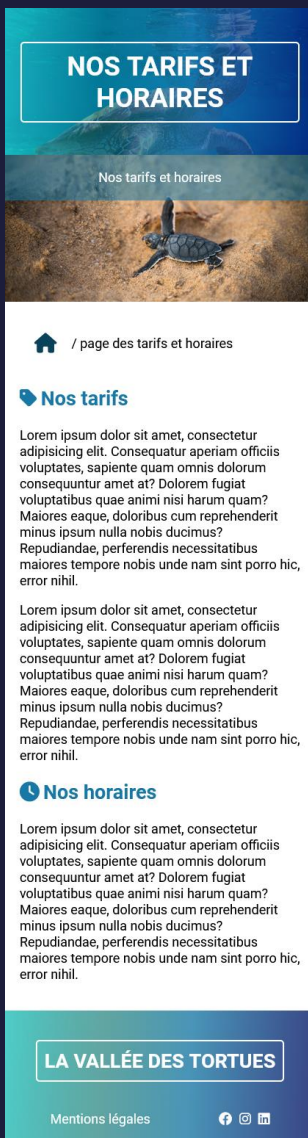 NOS TARIFS ET
HORAIRES
Nos tarifs et horaires
/ page des tarifs et horaires
Nos tarifs
Lorem ipsum dolor sit amet, consectetur
adipisicing elit. Consequatur aperiam officiis
voluptates, sapiente quam omnis dolorum
consequuntur amet at? Dolorem fugiat
voluptatibus quae animi nisi harum quam?
Maiores eaque, doloribus cum reprehenderit
minus ipsum nulla nobis ducimus?
Repudiandae, perferendis necessitatibus
maiores tempore nobis unde nam sint porro hic,
error nihil.
Lorem ipsum dolor sit amet, consectetur
adipisicing elit. Consequatur aperiam officiis
voluptates, sapiente quam omnis dolorum
consequuntur amet at? Dolorem fugiat
voluptatibus quae animi nisi harum quam?
Maiores eaque, doloribus cum reprehenderit
minus ipsum nulla nobis ducimus?
Repudiandae, perferendis necessitatibus
maiores tempore nobis unde nam sint porro hic,
error nihil.
Nos horaires
Lorem ipsum dolor sit amet, consectetur
adipisicing elit. Consequatur aperiam officiis
voluptates, sapiente quam omnis dolorum
consequuntur amet at? Dolorem fugiat
voluptatibus quae animi nisi harum quam?
Maiores eaque, doloribus cum reprehenderit
minus ipsum nulla nobis ducimus?
Repudiandae, perferendis necessitatibus
maiores tempore nobis unde nam sint porro hic,
error nihil.
LA VALLÉE DES TORTUES
Mentions légales